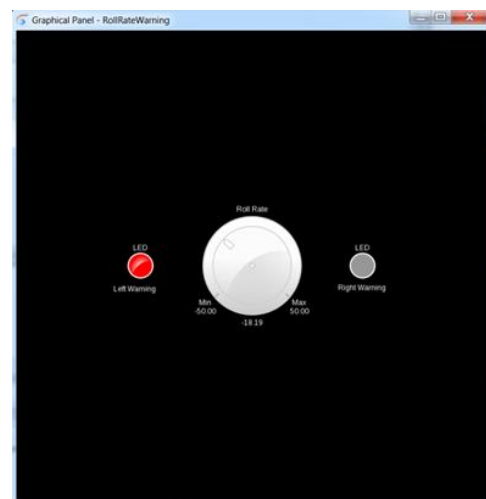 Graphical Panel - RollRateWarning
Roll Rate
LED
LED
Left Warning
Right Warning
Min
-50.00
Max
50.00
-18.19